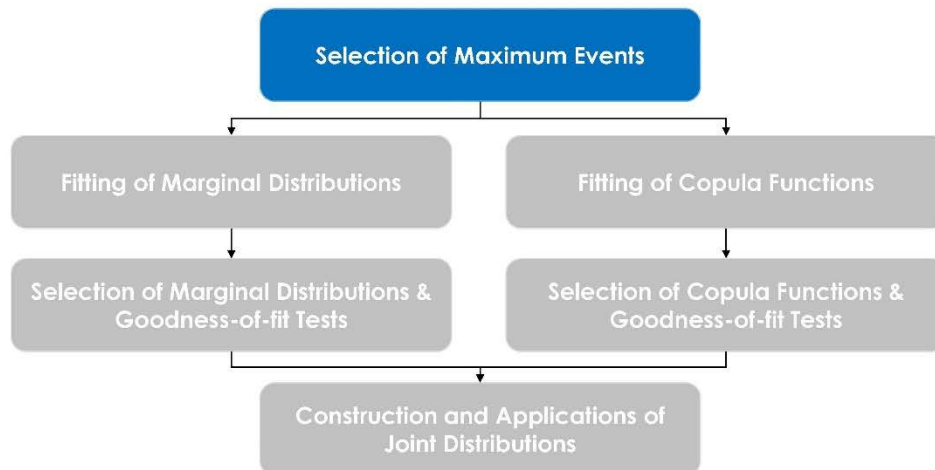 Selection of Maximum Events
Fitting of Marginal Distributions
Fitting of Copula Functions
Selection of Marginal Distributions &
Goodness-of-fit Tests
Selection of Copula Functions &
Goodness-of-fit Tests
Construction and Applications of
Joint Distributions